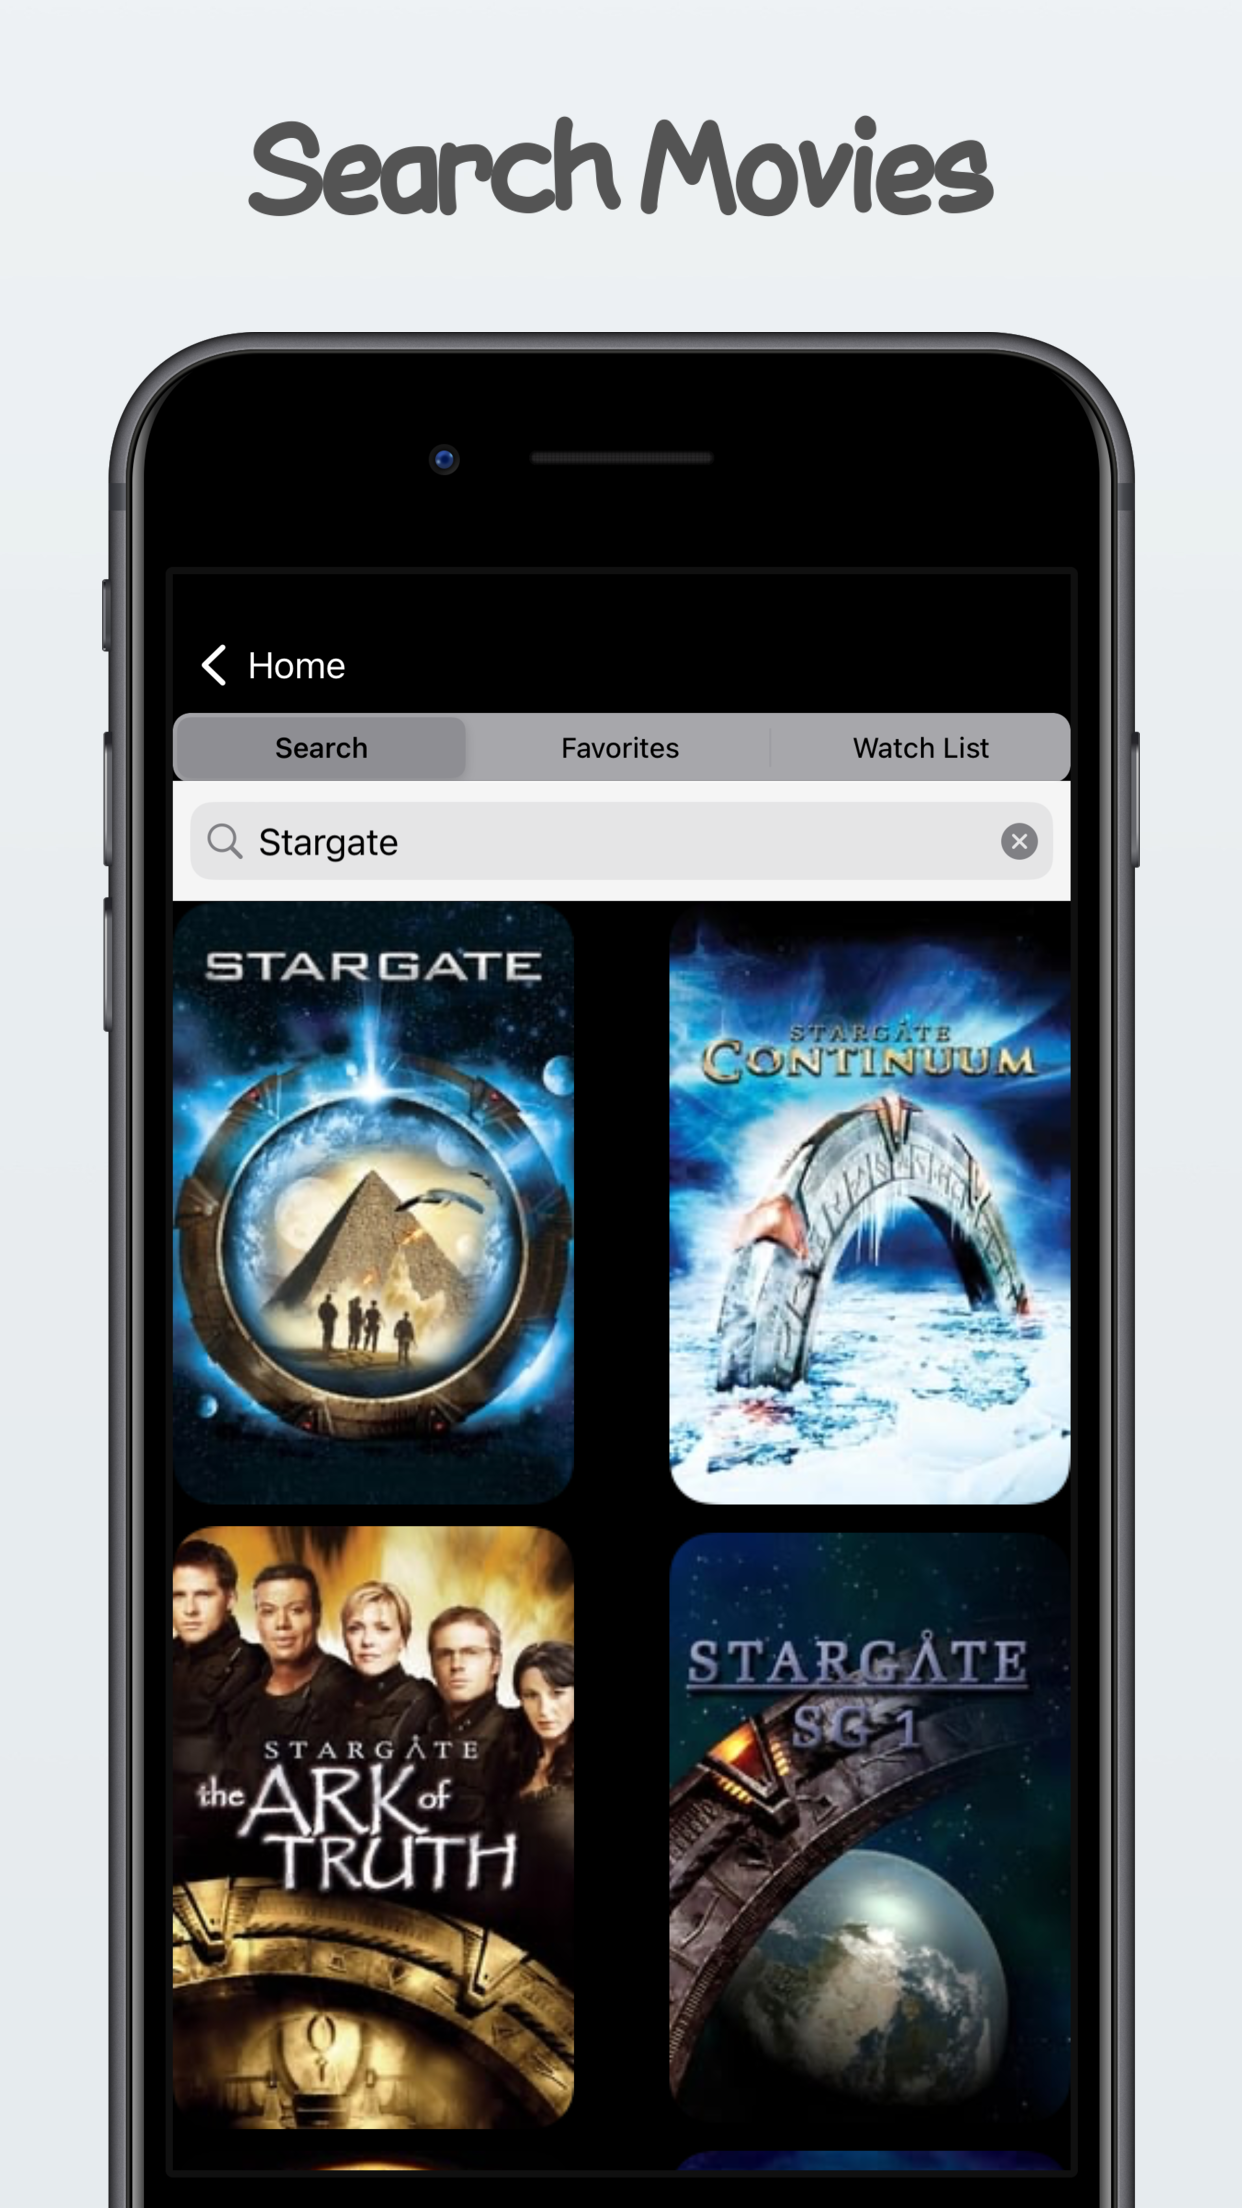 Search Movies
Home
Search Favorites Watch List
Stargate
STARGATE
STARGATE
CONTINUUM
STARGATE
the ARK of
TRUTH
STARGATE
SG 1